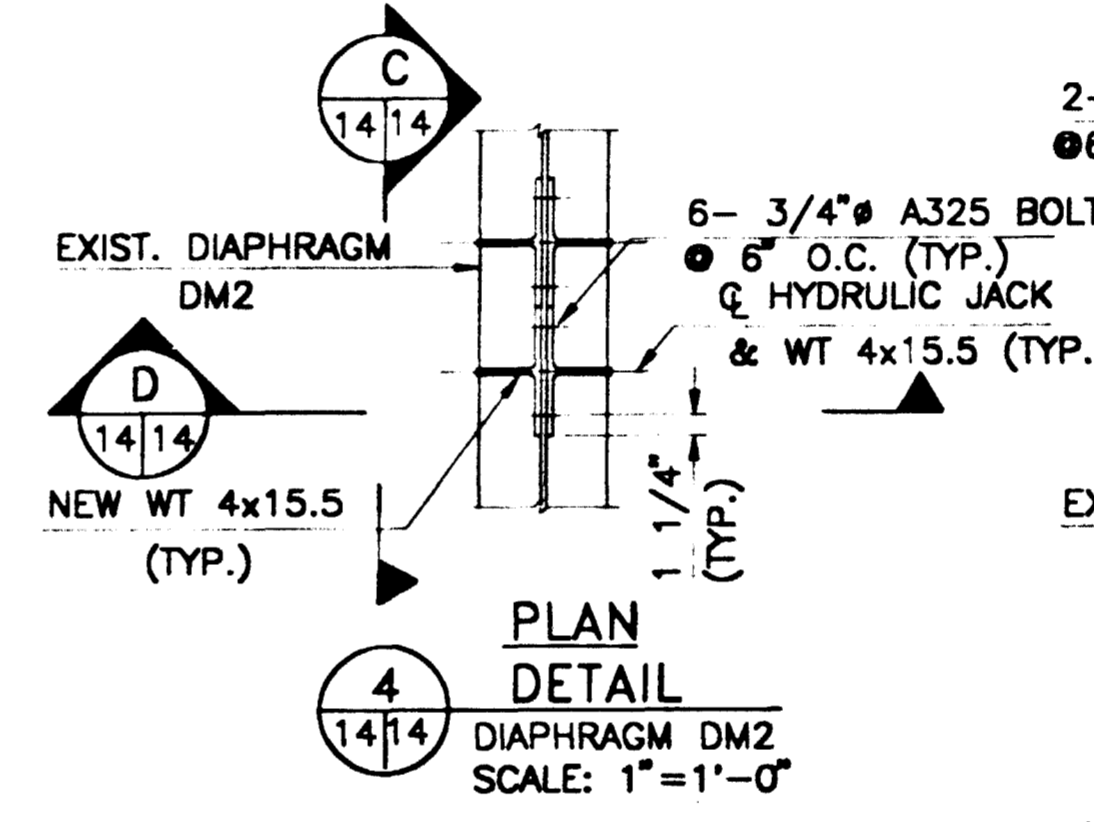 C
14 14
2-
@6
6- 3/4"ø A325 BOLT
@ 6" O.C. (TYP.)
EXIST. DIAPHRAGM
DM2
℄ HYDRULIC JACK
& WT 4x15.5 (TYP.
D
14 14
NEW WT 4x15.5
(TYP.)
1 1/4"
(TYP.)
EX
PLAN
DETAIL
4
14 14
DIAPHRAGM DM2
SCALE: 1"=1'-0"